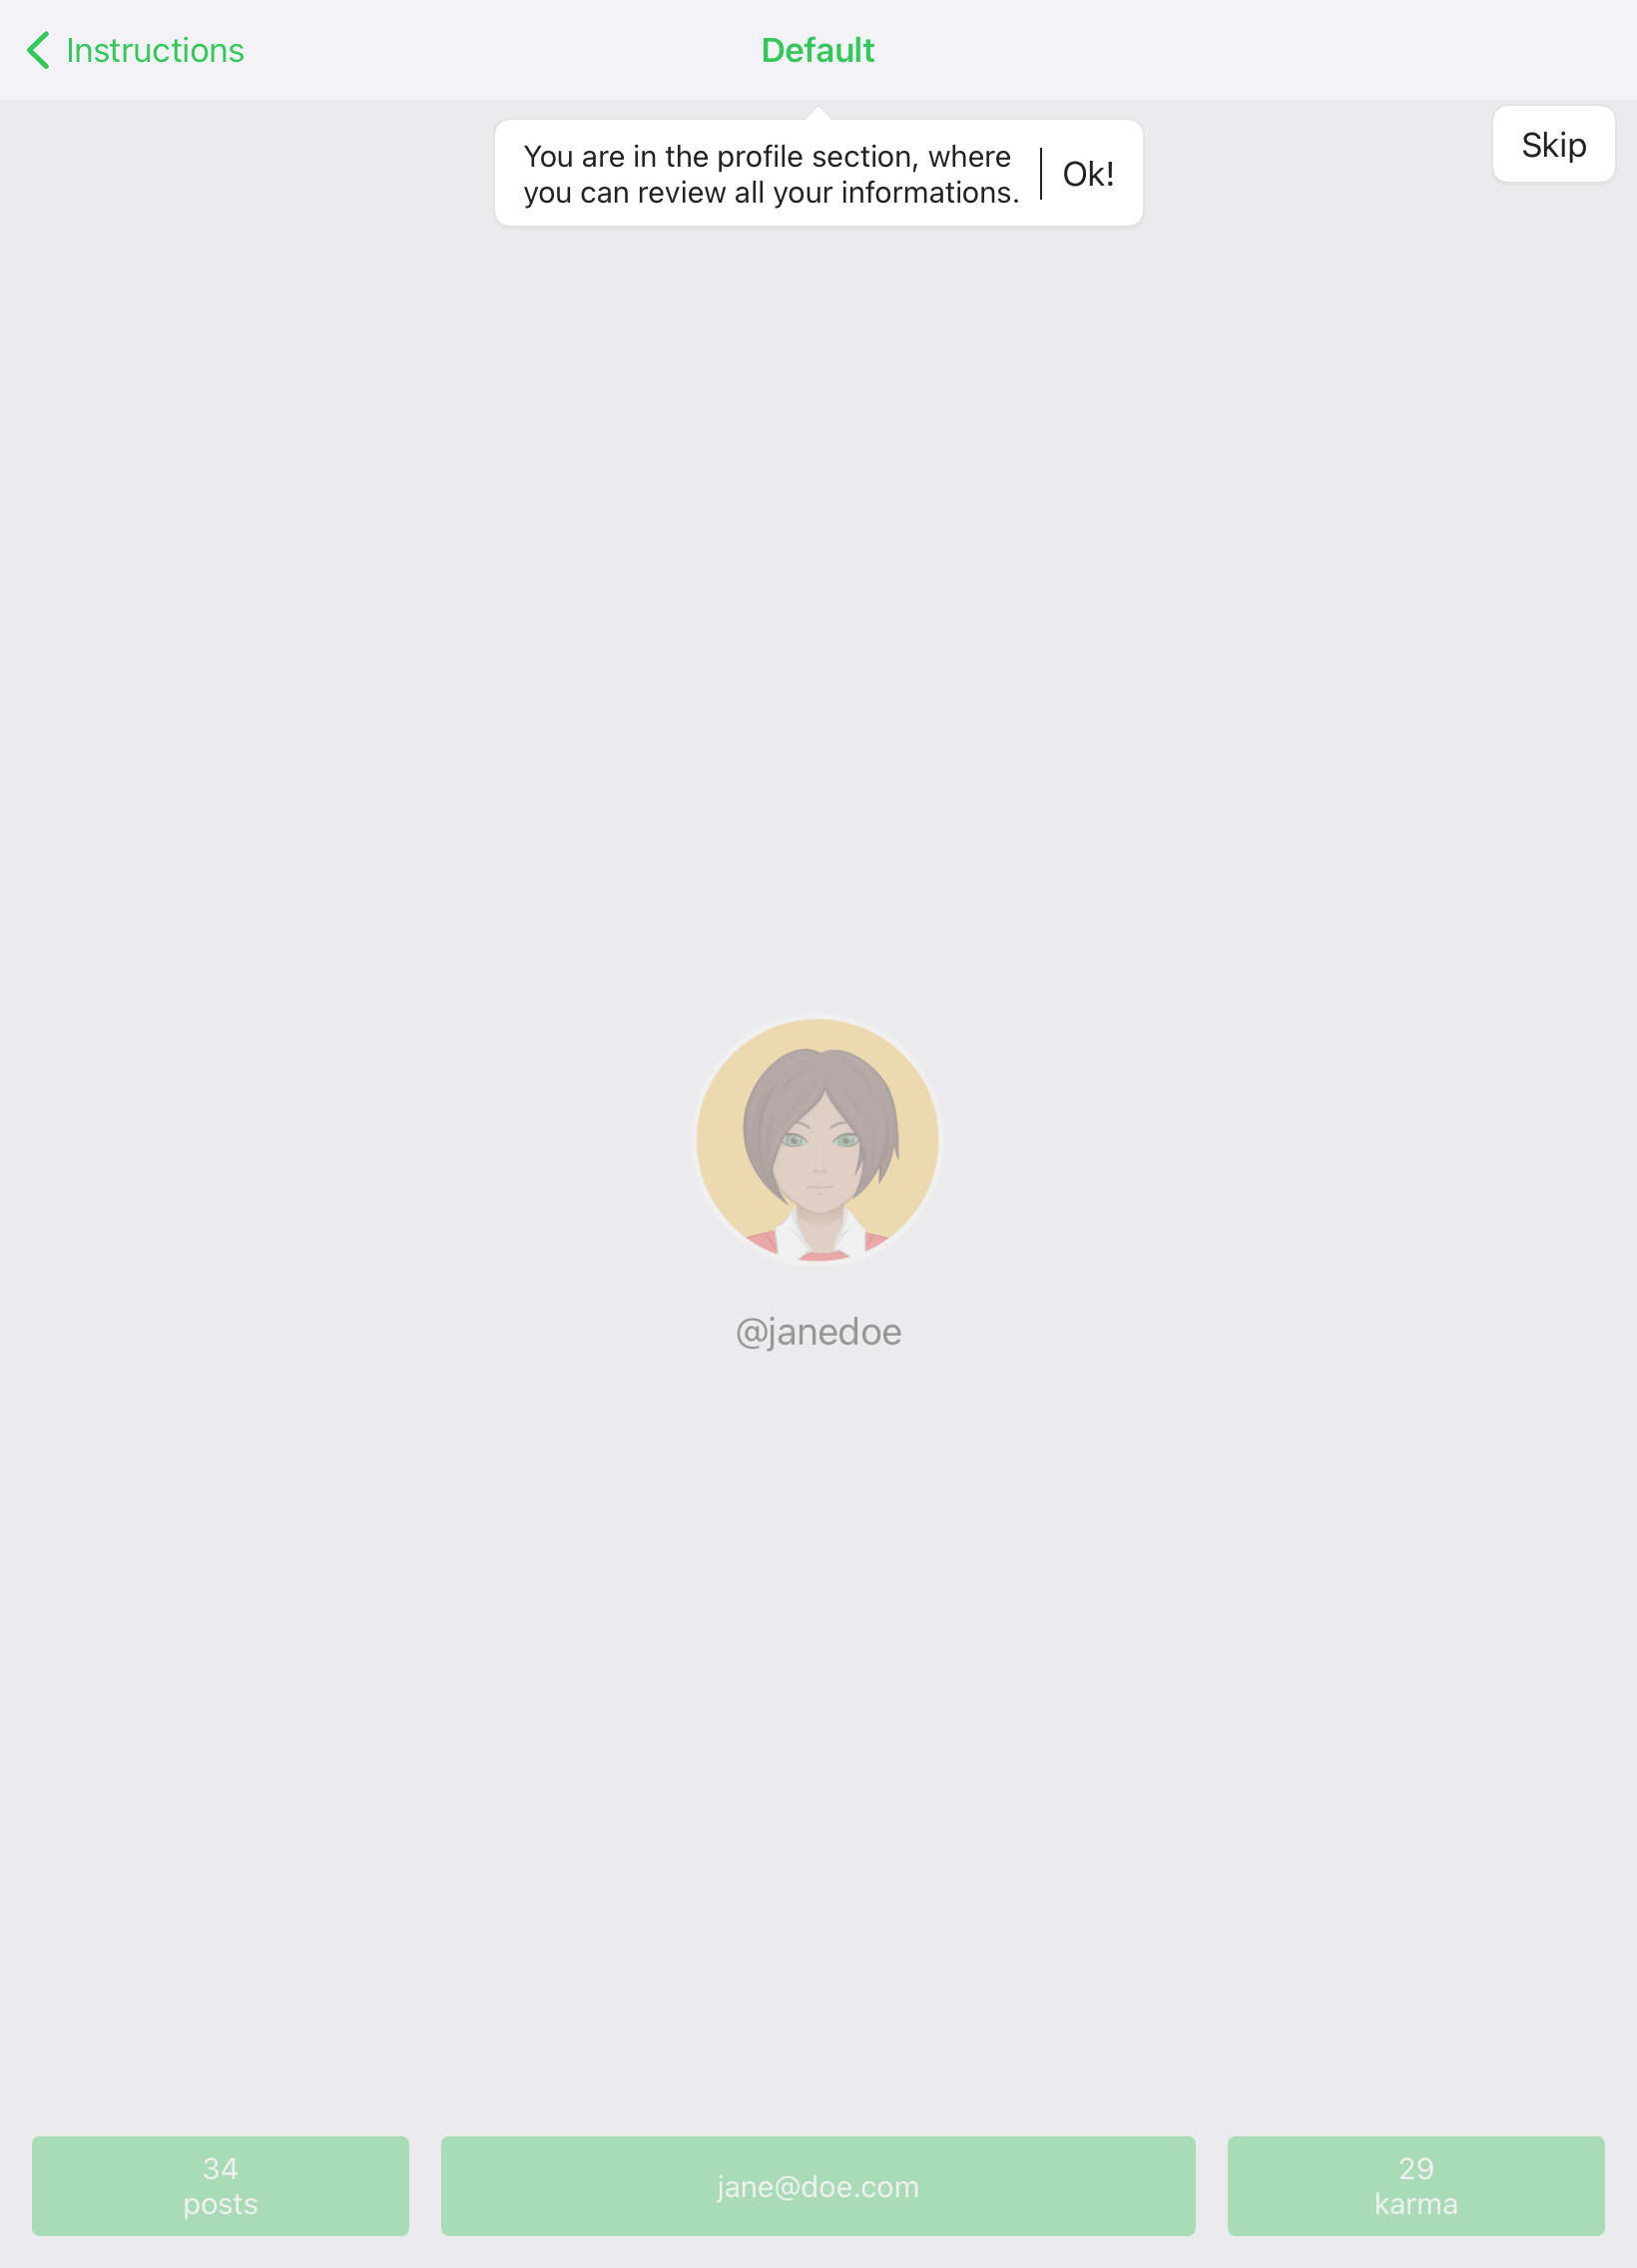 Instructions
Default
Skip
You are in the profile section, where
you can review all your informations.
Ok!
@janedoe
34
posts
jane@doe.com
29
karma